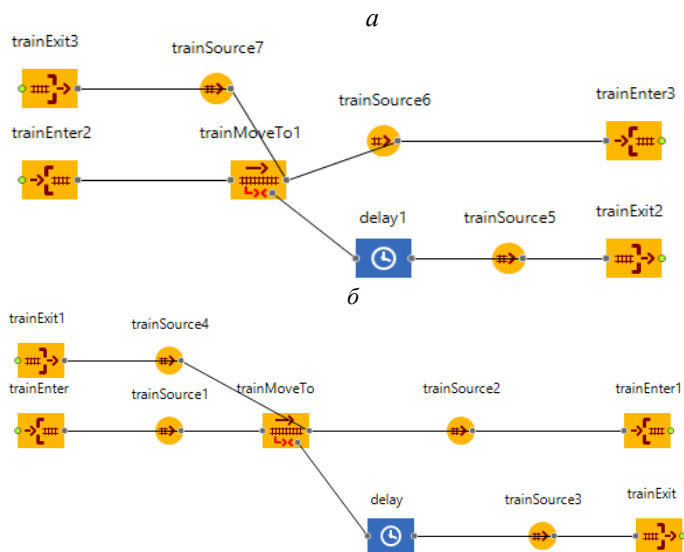 а
trainExit3
trainSource7
trainSource6
trainEnter3
trainEnter2
trainMoveTo1
delay1
trainSource5
trainExit2
б
trainExit1
trainSource4
trainEnter
trainSource1
trainMoveTo
trainSource2
trainEnter1
delay
trainSource3
trainExit